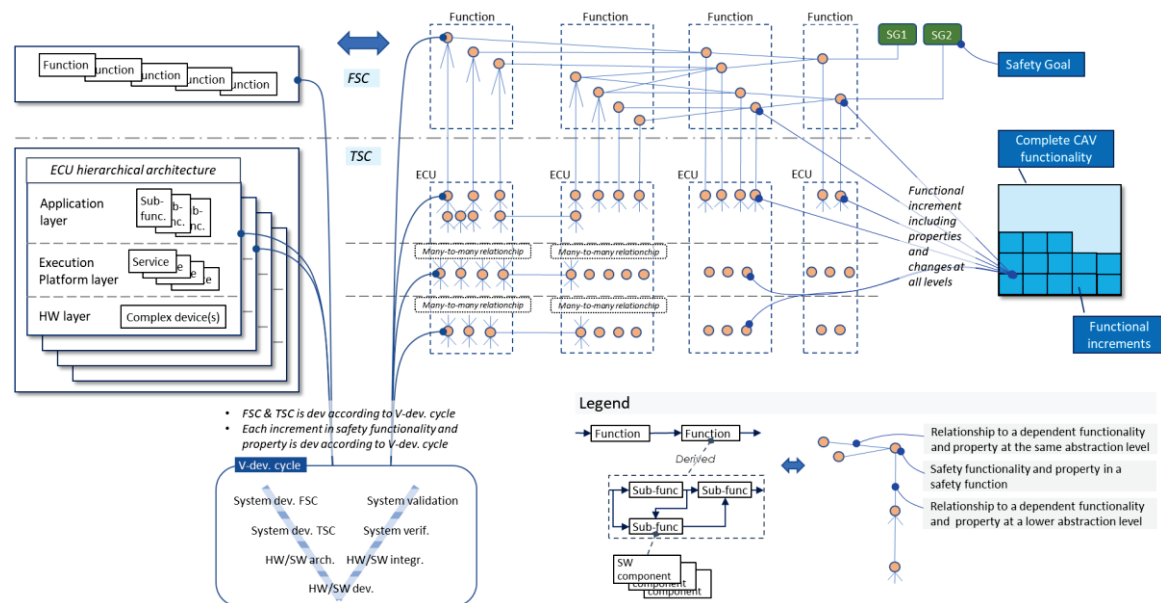 Function
Function
Function
Function
SG1
SG2
Safety Goal
Function
unction
unction
unction
unction
FSC
TSC
ECU
ECU
ECU
ECU
ECU hierarchical architecture
Application
layer
Sub-
func.
b-
nc.
b-
nc.
Execution
Platform layer
Service
e
e
HW layer
Complex device(s)
Many-to-many relationship
Many-to-many relationship
Many-to-many relationship
Many-to-many relationship
Functional
increment
including
properties
and
changes at
all levels
Complete CAV
functionality
Functional
increments
• FSC & TSC is dev according to V-dev. cycle
• Each increment in safety functionality and
property is dev according to V-dev. cycle
V-dev. cycle
System dev. FSC
System validation
System dev. TSC
System verif.
HW/SW arch.
HW/SW integr.
HW/SW dev.
Legend
Function
Function
Derived
Sub-func
Sub-func
Sub-func
SW
component
component
component
Relationship to a dependent functionality
and property at the same abstraction level
Safety functionality and property in a
safety function
Relationship to a dependent functionality
and property at a lower abstraction level